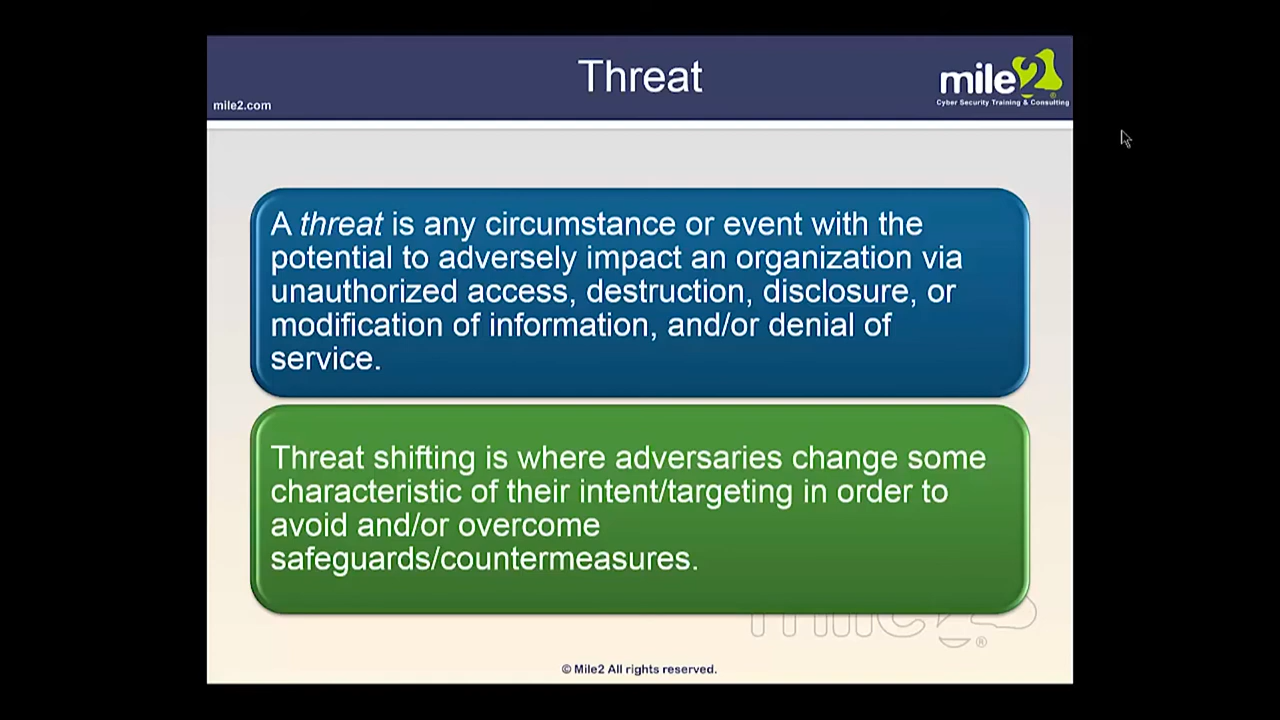 Threat
mile2
Cyber Security Training & Consulting
mile2.com
A threat is any circumstance or event with the
potential to adversely impact an organization via
unauthorized access, destruction, disclosure, or
modification of information, and/or denial of
service.
Threat shifting is where adversaries change some
characteristic of their intent/targeting in order to
avoid and/or overcome
safeguards/countermeasures.
mile2®
© Mile2 All rights reserved.